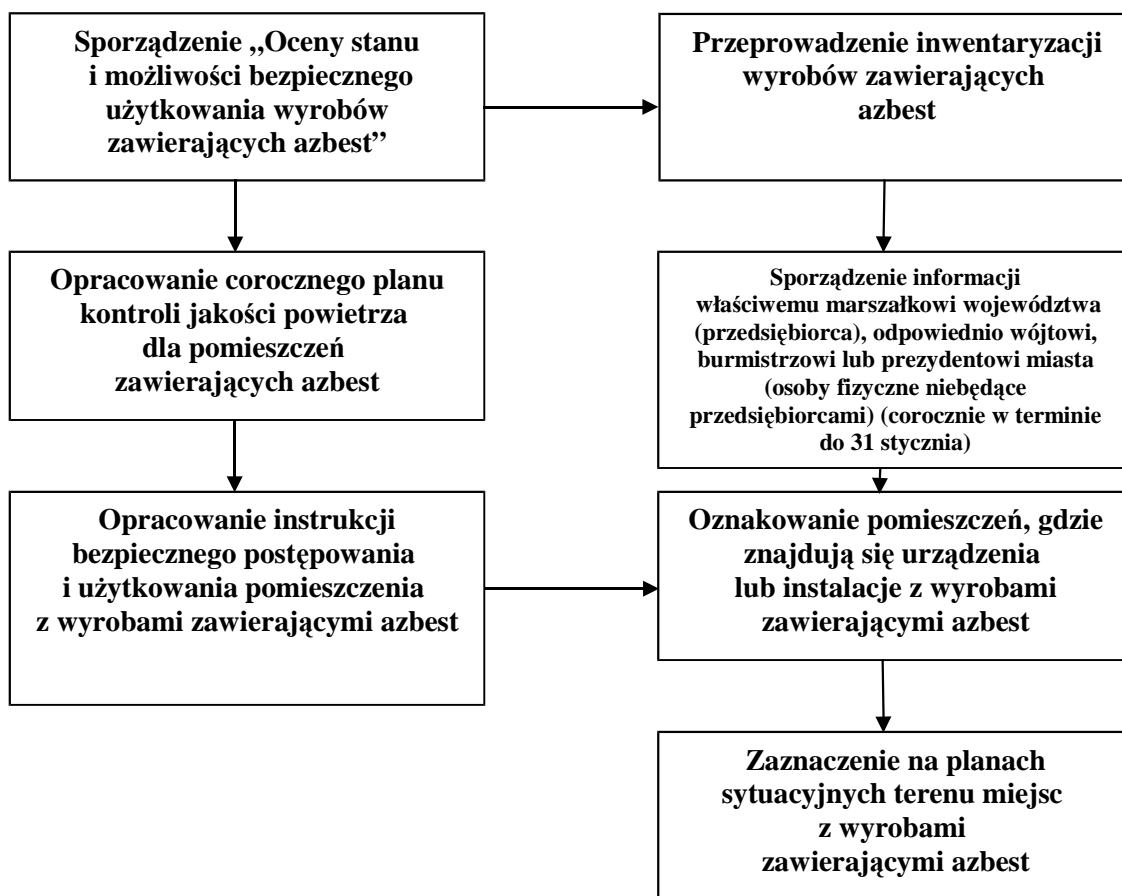 Sporządzenie „Oceny stanu
i możliwości bezpiecznego
użytkowania wyrobów
zawierających azbest”
Przeprowadzenie inwentaryzacji
wyrobów zawierających
azbest
Opracowanie corocznego planu
kontroli jakości powietrza
dla pomieszczeń
zawierających azbest
Sporządzenie informacji
właściwemu marszałkowi województwa
(przedsiębiorca), odpowiednio wójtowi,
burmistrzowi lub prezydentowi miasta
(osoby fizyczne niebędące
przedsiębiorcami) (corocznie w terminie
do 31 stycznia)
Opracowanie instrukcji
bezpiecznego postępowania
i użytkowania pomieszczenia
z wyrobami zawierającymi azbest
Oznakowanie pomieszczeń, gdzie
znajdują się urządzenia
lub instalacje z wyrobami
zawierającymi azbest
Zaznaczenie na planach
sytuacyjnych terenu miejsc
z wyrobami
zawierającymi azbest